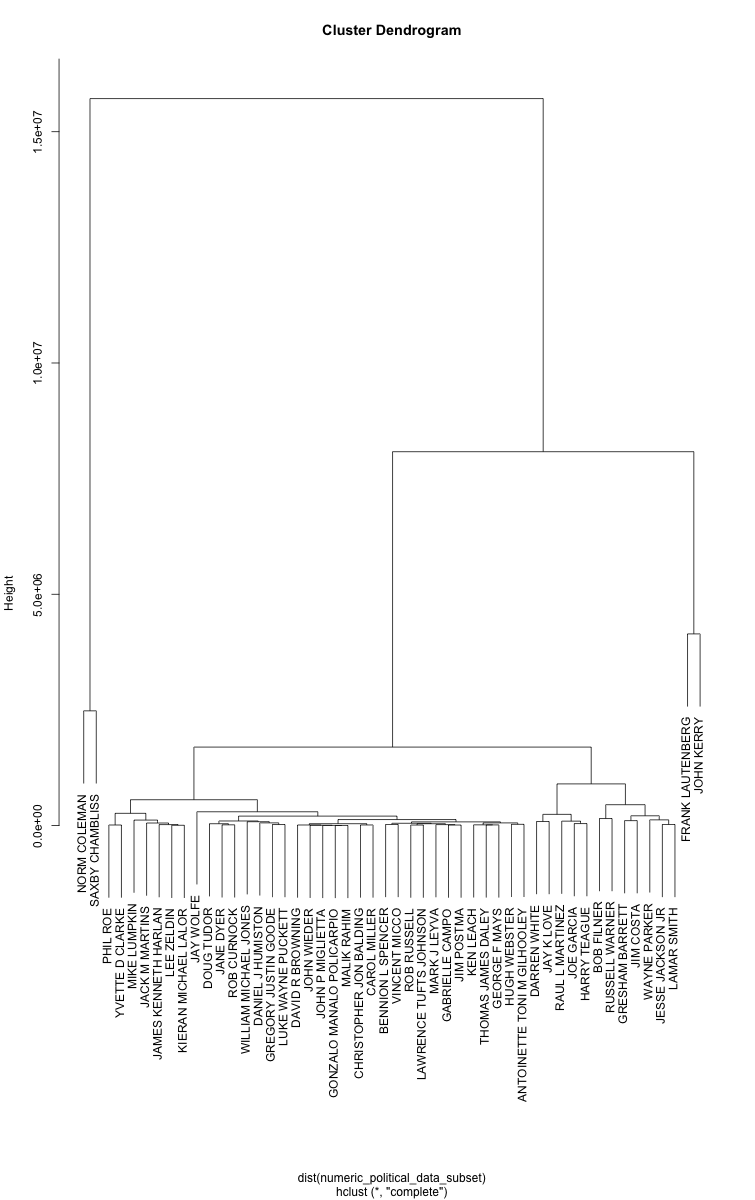 Cluster Dendrogram
Height
1.5e+07
1.0e+07
5.0e+06
0.0e+00
NORM COLEMAN
SAXBY CHAMBLISS
PHIL ROE
YVETTE D CLARKE
MIKE LUMPKIN
JACK M MARTINS
JAMES KENNETH HARLAN
LEE ZELDIN
KIERAN MICHAEL LALOR
JAY WOLFE
DOUG TUDOR
JANE DYER
ROB CURNOCK
WILLIAM MICHAEL JONES
DANIEL J HUMISTON
GREGORY JUSTIN GOODE
LUKE WAYNE PUCKETT
DAVID R BROWNING
JOHN WIEDER
JOHN P MIGLIETTA
GONZALO MANALO POLICARPIO
MALIK RAHIM
CHRISTOPHER JON BALDING
CAROL MILLER
BENNION L SPENCER
VINCENT MICCO
ROB RUSSELL
LAWRENCE TUFTS JOHNSON
MARK J LEYVA
GABRIELLE CAMPO
JIM POSTMA
KEN LEACH
THOMAS JAMES DALEY
GEORGE F MAYS
HUGH WEBSTER
ANTOINETTE TONI M GILHOOLEY
DARREN WHITE
JAY K LOVE
RAUL L MARTINEZ
JOE GARCIA
HARRY TEAGUE
BOB FILNER
RUSSELL WARNER
GRESHAM BARRETT
JIM COSTA
WAYNE PARKER
JESSE JACKSON JR
LAMAR SMITH
FRANK LAUTENBERG
JOHN KERRY
dist(numeric_political_data_subset)
hclust (*, "complete")